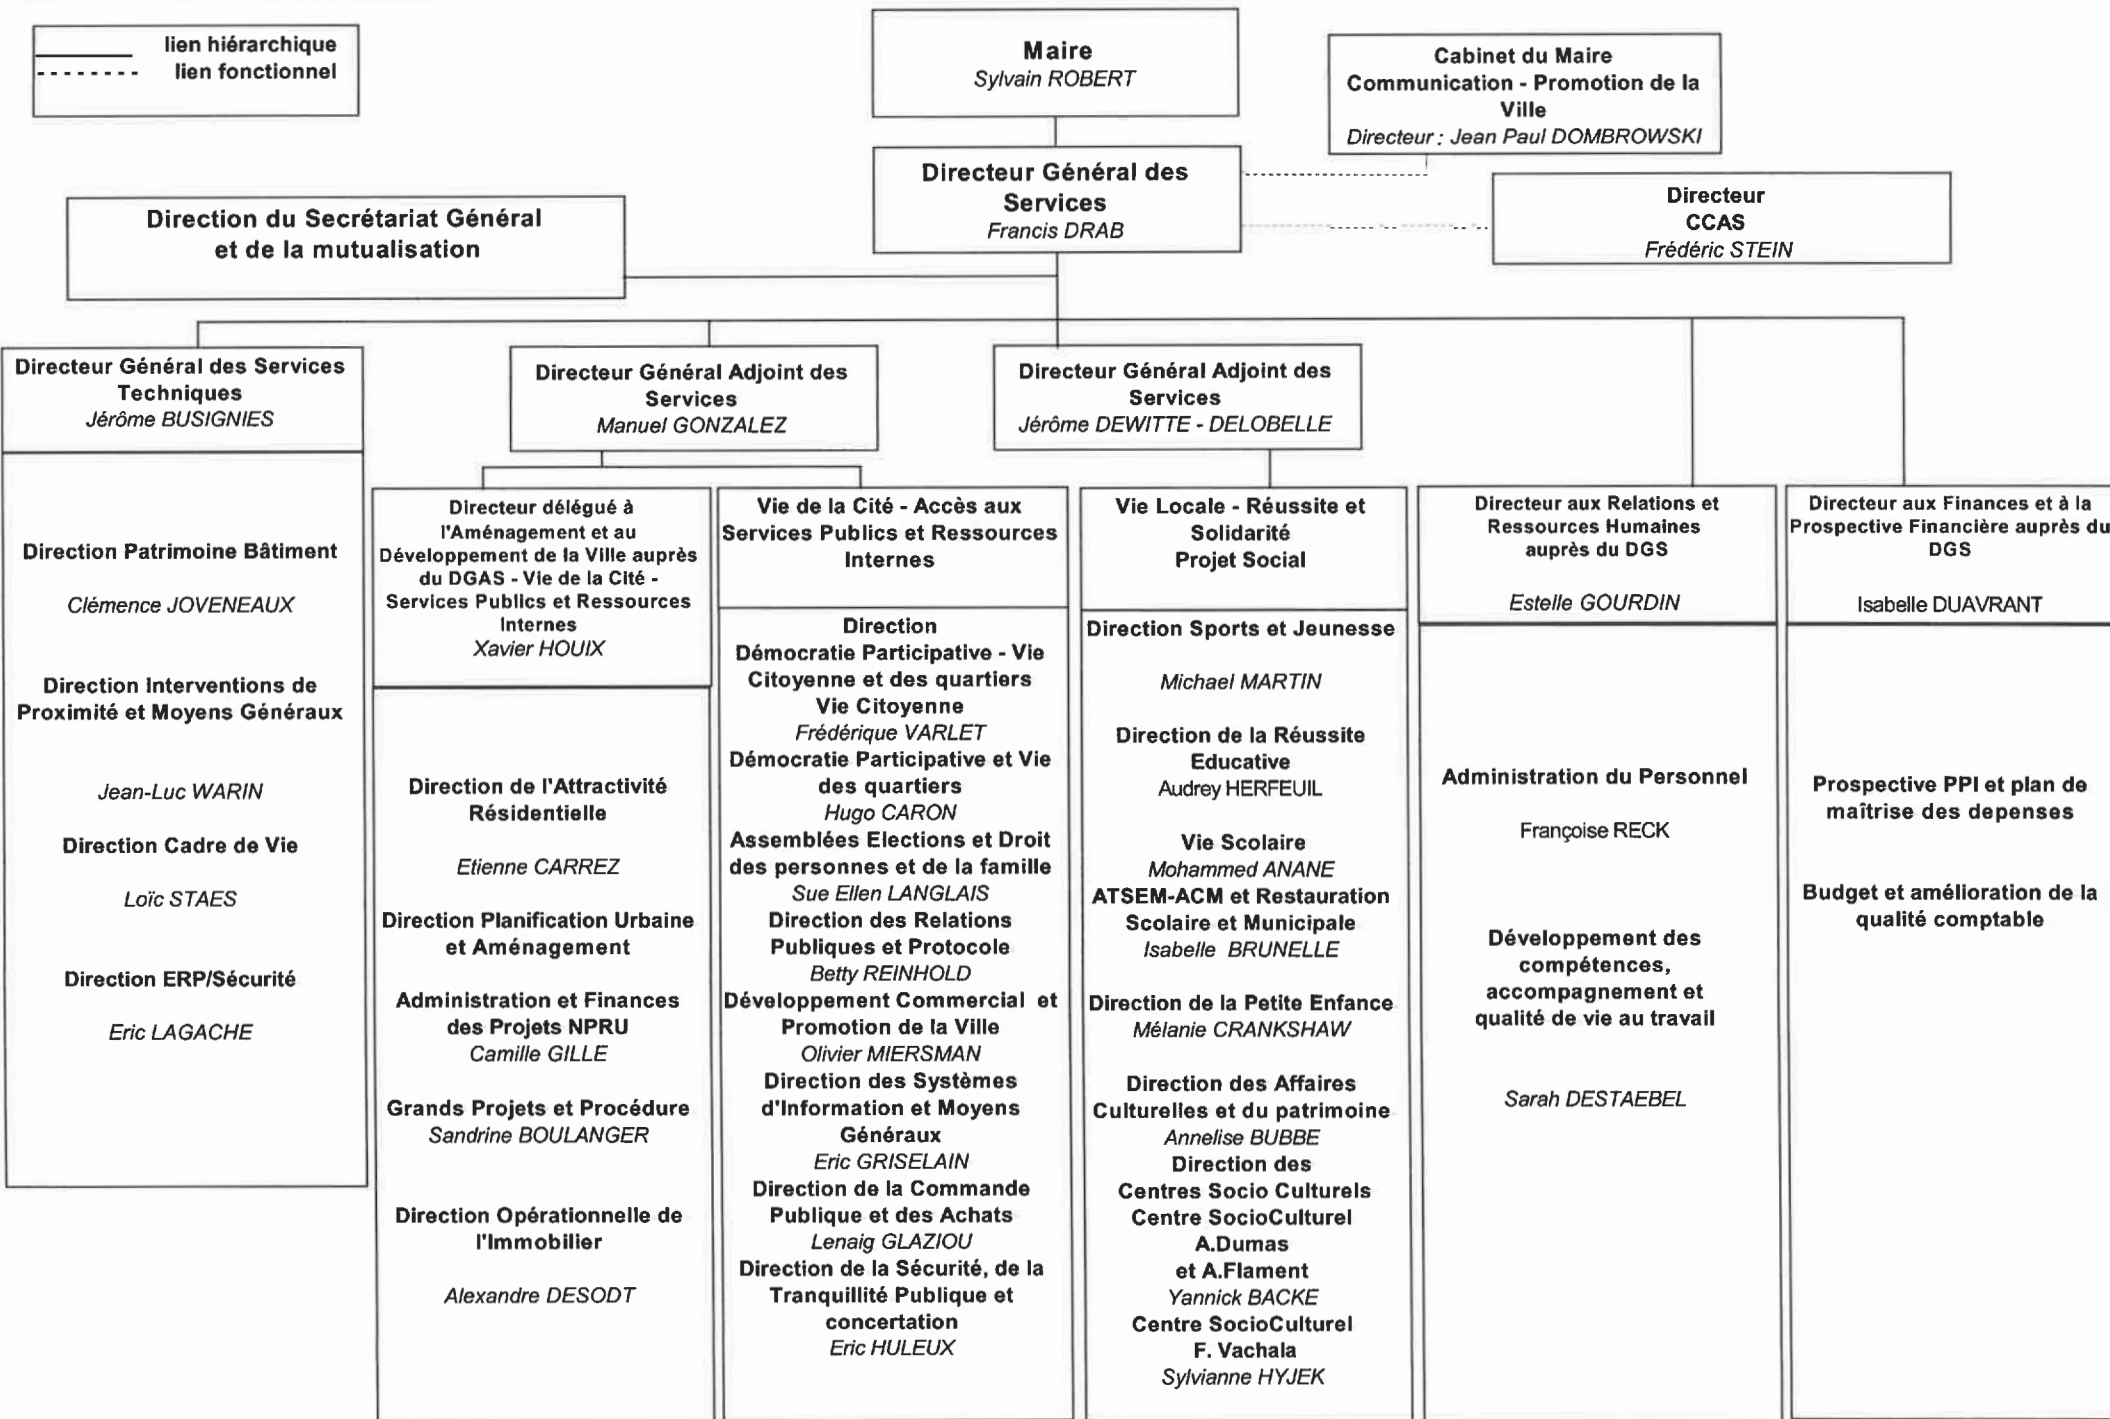 lien hiérarchique
lien fonctionnel
Maire
Sylvain ROBERT
Cabinet du Maire
Communication - Promotion de la
Ville
Directeur : Jean Paul DOMBROWSKI
Directeur Général des
Services
Francis DRAB
Directeur
CCAS
Frédéric STEIN
Direction du Secrétariat Général
et de la mutualisation
Directeur Général des Services
Techniques
Jérôme BUSIGNIES
Direction Patrimoine Bâtiment
Clémence JOVENEAUX
Direction Interventions de
Proximité et Moyens Généraux
Jean-Luc WARIN
Direction Cadre de Vie
Loïc STAES
Direction ERP/Sécurité
Eric LAGACHE
Directeur Général Adjoint des
Services
Manuel GONZALEZ
Directeur délégué à
l'Aménagement et au
Développement de la Ville auprès
du DGAS - Vie de la Cité -
Services Publics et Ressources
Internes
Xavier HOUIX
Direction de l'Attractivité
Résidentielle
Etienne CARREZ
Direction Planification Urbaine
et Aménagement
Administration et Finances
des Projets NPRU
Camille GILLE
Grands Projets et Procédure
Sandrine BOULANGER
Direction Opérationnelle de
l'Immobilier
Alexandre DESODT
Vie de la Cité - Accès aux
Services Publics et Ressources
Internes
Direction
Démocratie Participative - Vie
Citoyenne et des quartiers
Vie Citoyenne
Frédérique VARLET
Démocratie Participative et Vie
des quartiers
Hugo CARON
Assemblées Elections et Droit
des personnes et de la famille
Sue Ellen LANGLAIS
Direction des Relations
Publiques et Protocole
Betty REINHOLD
Développement Commercial et
Promotion de la Ville
Olivier MIERSMAN
Direction des Systèmes
d'Information et Moyens
Généraux
Eric GRISELAIN
Direction de la Commande
Publique et des Achats
Lenaig GLAZIOU
Direction de la Sécurité, de la
Tranquillité Publique et
concertation
Eric HULEUX
Directeur Général Adjoint des
Services
Jérôme DEWITTE - DELOBELLE
Vie Locale - Réussite et
Solidarité
Projet Social
Direction Sports et Jeunesse
Michael MARTIN
Direction de la Réussite
Educative
Audrey HERFEUIL
Vie Scolaire
Mohammed ANANE
ATSEM-ACM et Restauration
Scolaire et Municipale
Isabelle BRUNELLE
Direction de la Petite Enfance
Mélanie CRANKSHAW
Direction des Affaires
Culturelles et du patrimoine
Annelise BUBBE
Direction des
Centres Socio Culturels
Centre SocioCulturel
A.Dumas
et A.Flament
Yannick BACKE
Centre SocioCulturel
F. Vachala
Sylvianne HYJEK
Directeur aux Relations et
Ressources Humaines
auprès du DGS
Estelle GOURDIN
Administration du Personnel
Françoise RECK
Développement des
compétences,
accompagnement et
qualité de vie au travail
Sarah DESTAEBEL
Directeur aux Finances et à la
Prospective Financière auprès du
DGS
Isabelle DUAVRANT
Prospective PPI et plan de
maîtrise des depenses
Budget et amélioration de la
qualité comptable